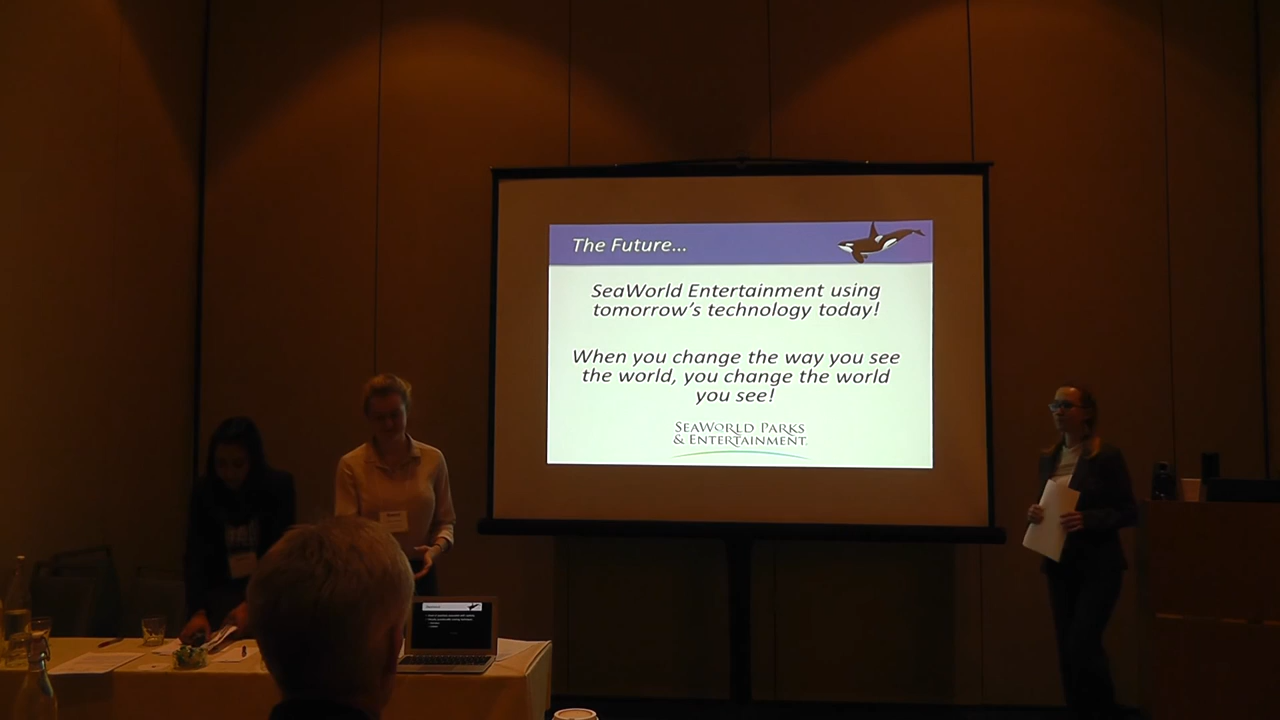 The Future...
SeaWorld Entertainment using
tomorrow's technology today!
When you change the way you see
the world, you change the world
you see!
SEAWORLD PARKS
& ENTERTAINMENT